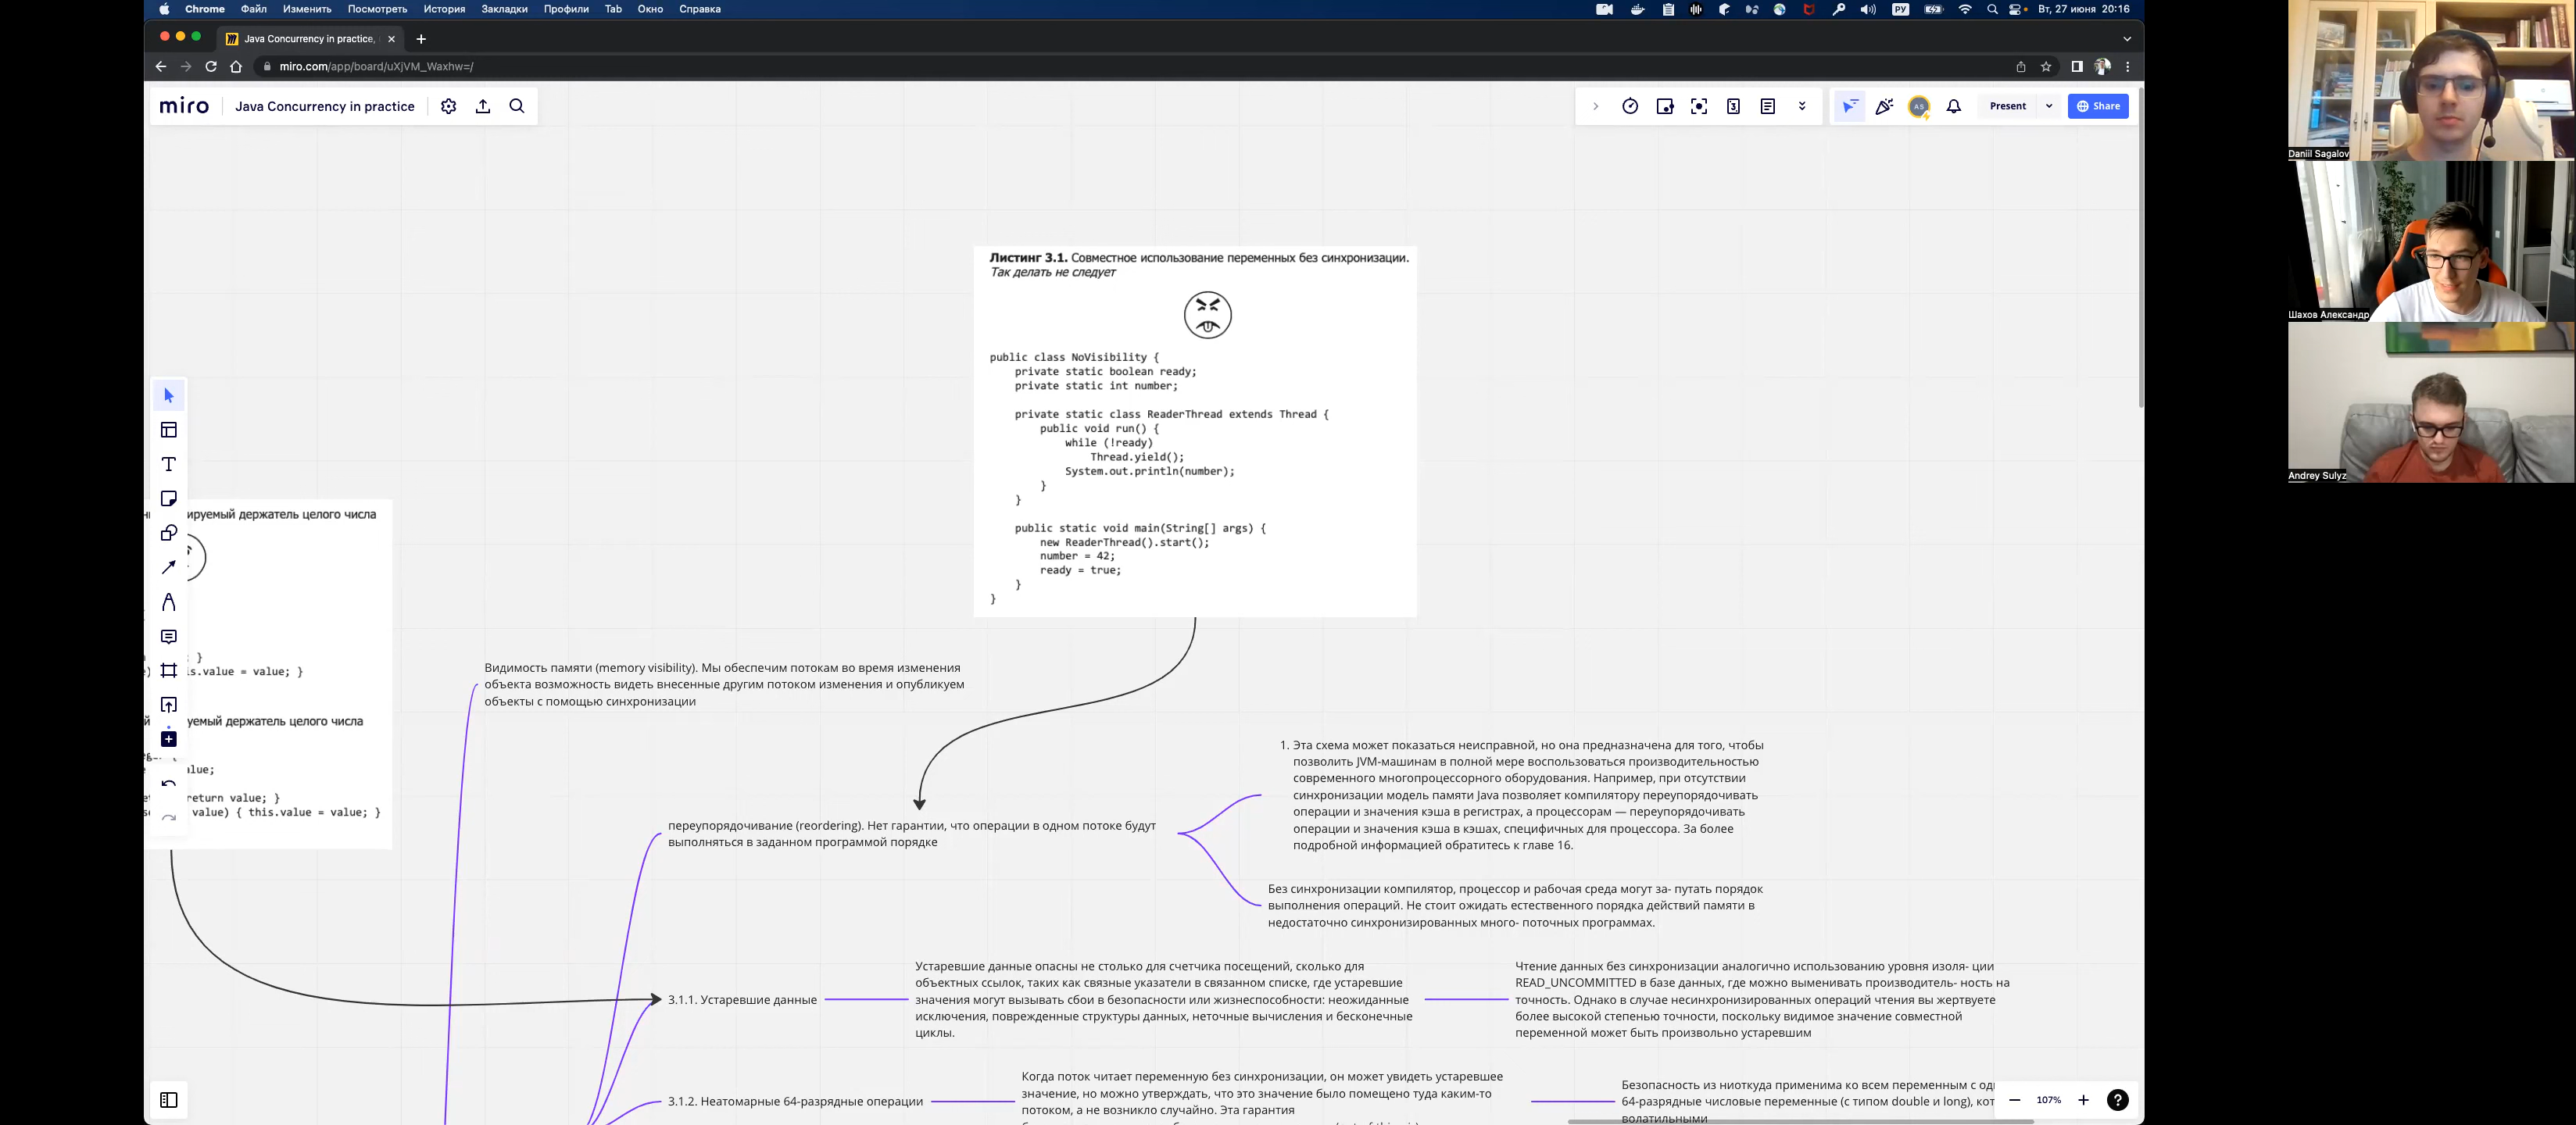 Chrome Файл Изменить Посмотреть История Закладки Профили Tab Окно Справка
РУ
Вт, 27 июня 20:16
Java Concurrency in practice,
miro.com/app/board/uXjVM_Waxhw=/
miro Java Concurrency in practice
AS
Present
Share
Листинг 3.1. Совместное использование переменных без синхронизации.
Так делать не следует
public class NoVisibility {
    private static boolean ready;
    private static int number;
    private static class ReaderThread extends Thread {
        public void run() {
            while (!ready)
                Thread.yield();
            System.out.println(number);
        }
    }
    public static void main(String[] args) {
        new ReaderThread().start();
        number = 42;
        ready = true;
    }
}
ируемый держатель целого числа
}
is.value = value; }
уемый держатель целого числа
alue;
return value; }
value) { this.value = value; }
Видимость памяти (memory visibility). Мы обеспечим потокам во время изменения
объекта возможность видеть внесенные другим потоком изменения и опубликуем
объекты с помощью синхронизации
переупорядочивание (reordering). Нет гарантии, что операции в одном потоке будут
выполняться в заданном программой порядке
1. Эта схема может показаться неисправной, но она предназначена для того, чтобы
позволить JVM-машинам в полной мере воспользоваться производительностью
современного многопроцессорного оборудования. Например, при отсутствии
синхронизации модель памяти Java позволяет компилятору переупорядочивать
операции и значения кэша в регистрах, а процессорам — переупорядочивать
операции и значения кэша в кэшах, специфичных для процессора. За более
подробной информацией обратитесь к главе 16.
Без синхронизации компилятор, процессор и рабочая среда могут за- путать порядок
выполнения операций. Не стоит ожидать естественного порядка действий памяти в
недостаточно синхронизированных много- поточных программах.
3.1.1. Устаревшие данные
Устаревшие данные опасны не столько для счетчика посещений, сколько для
объектных ссылок, таких как связные указатели в связанном списке, где устаревшие
значения могут вызывать сбои в безопасности или жизнеспособности: неожиданные
исключения, поврежденные структуры данных, неточные вычисления и бесконечные
циклы.
Чтение данных без синхронизации аналогично использованию уровня изоля- ции
READ_UNCOMMITTED в базе данных, где можно выменивать производитель- ность на
точность. Однако в случае несинхронизированных операций чтения вы жертвуете
более высокой степенью точности, поскольку видимое значение совместной
переменной может быть произвольно устаревшим
3.1.2. Неатомарные 64-разрядные операции
Когда поток читает переменную без синхронизации, он может увидеть устаревшее
значение, но можно утверждать, что это значение было помещено туда каким-то
потоком, а не возникло случайно. Эта гарантия
Безопасность из ниоткуда применима ко всем переменным с
64-разрядные числовые переменные (с типом double и long),
волатильными
107%
Daniil Sagalov
Шахов Александр
Andrey Sulyz